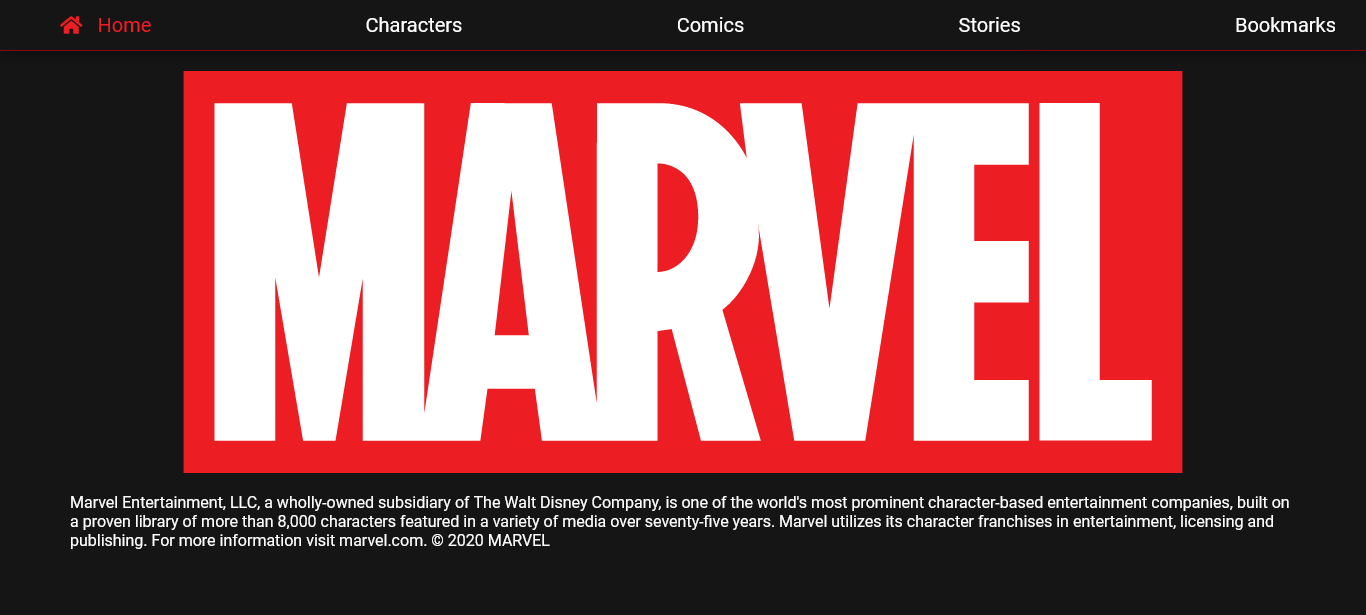 Home Characters Comics Stories Bookmarks
MARVEL
Marvel Entertainment, LLC, a wholly-owned subsidiary of The Walt Disney Company, is one of the world's most prominent character-based entertainment companies, built on
a proven library of more than 8,000 characters featured in a variety of media over seventy-five years. Marvel utilizes its character franchises in entertainment, licensing and
publishing. For more information visit marvel.com. © 2020 MARVEL